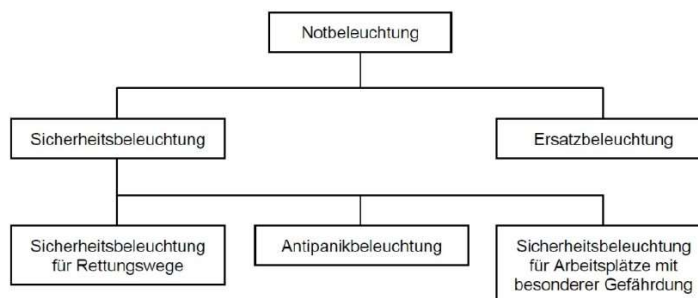 Notbeleuchtung
Sicherheitsbeleuchtung
Ersatzbeleuchtung
Sicherheitsbeleuchtung
für Rettungswege
Antipanikbeleuchtung
Sicherheitsbeleuchtung
für Arbeitsplätze mit
besonderer Gefährdung